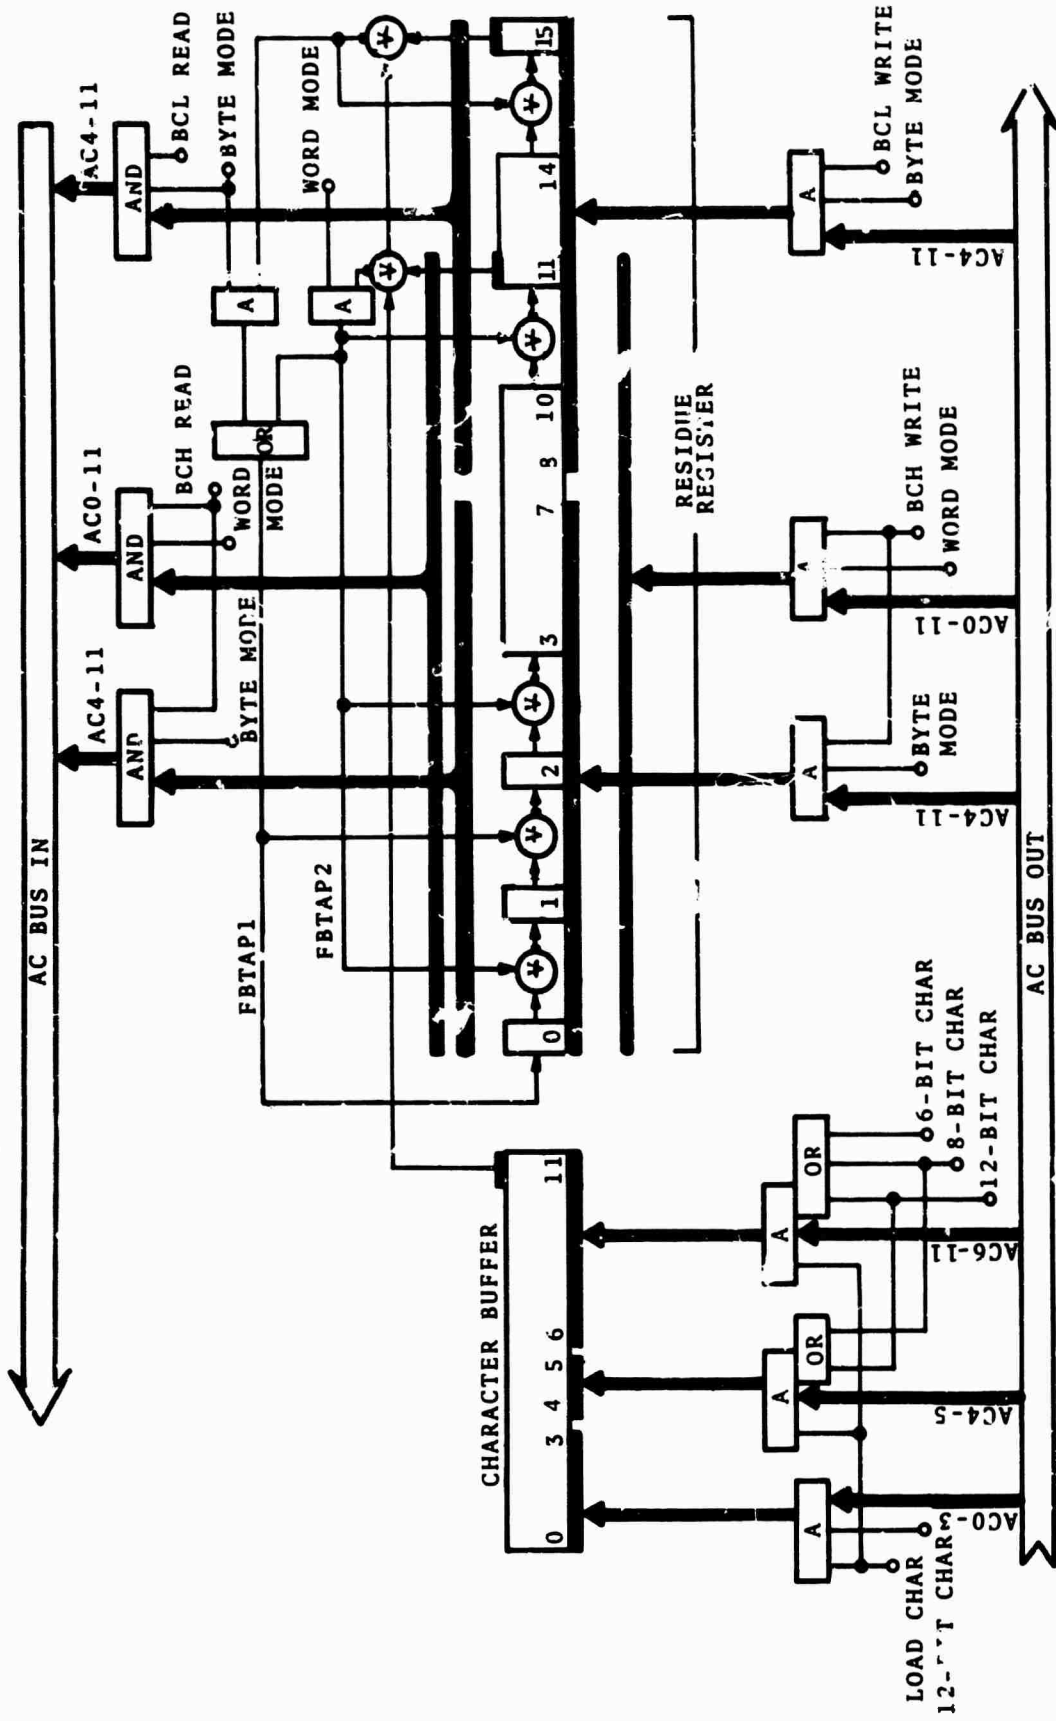 AC BUS IN
AC4-11
AC0-11
AC4-11
AND
AND
AND
BCH READ
BCL READ
BYTE MODE
WORD
MODE
BYTE MODE
WORD MODE
A
A
OR
FBTAP1
FBTAP2
0
1
2
3
7
8
10
11
14
15
RESIDUE
REGISTER
CHARACTER BUFFER
0
3
4
5
6
11
A
A
OR
A
OR
A
A
A
LOAD CHAR
CHAR
AC0-3
AC4-5
AC6-11
6-BIT CHAR
8-BIT CHAR
12-BIT CHAR
AC4-11
BYTE
MODE
AC0-11
BCH WRITE
WORD MODE
AC4-11
BCL WRITE
BYTE MODE
AC BUS OUT